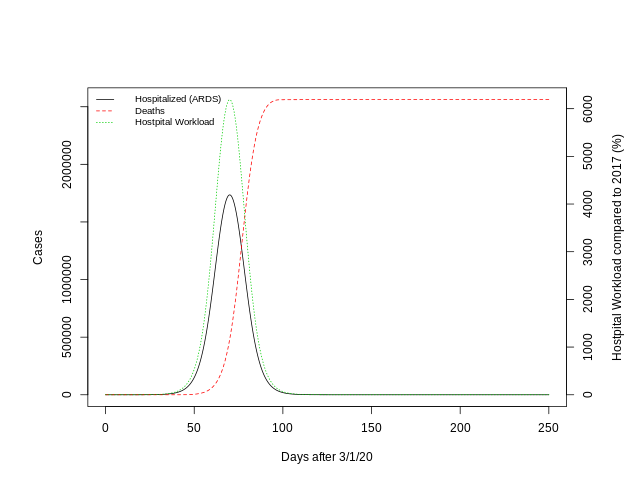 Hospitalized (ARDS)
Deaths
Hostpital Workload
Cases
0
500000
1000000
2000000
Hostpital Workload compared to 2017 (%)
0
1000
2000
3000
4000
5000
6000
0
50
100
150
200
250
Days after 3/1/20